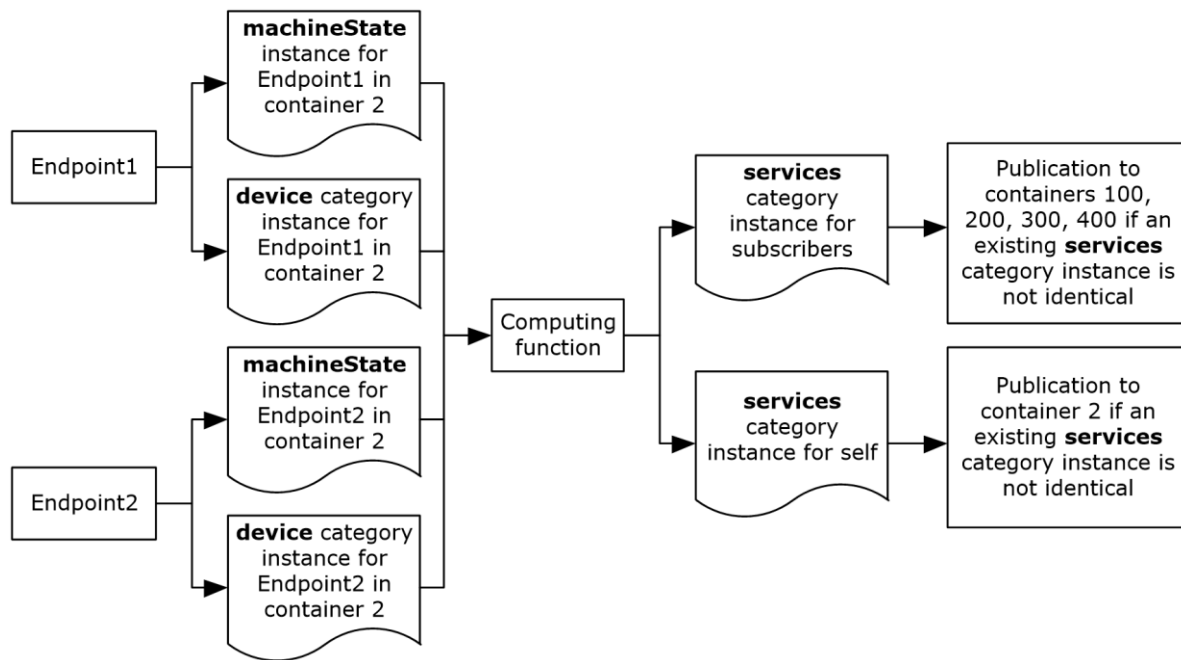 machineState
instance for
Endpoint1 in
container 2
Endpoint1
device category
instance for
Endpoint1 in
container 2
machineState
instance for
Endpoint2 in
container 2
Endpoint2
device category
instance for
Endpoint2 in
container 2
Computing
function
services
category
instance for
subscribers
Publication to
containers 100,
200, 300, 400 if an
existing services
category instance is
not identical
services
category
instance for self
Publication to
container 2 if an
existing services
category instance is
not identical